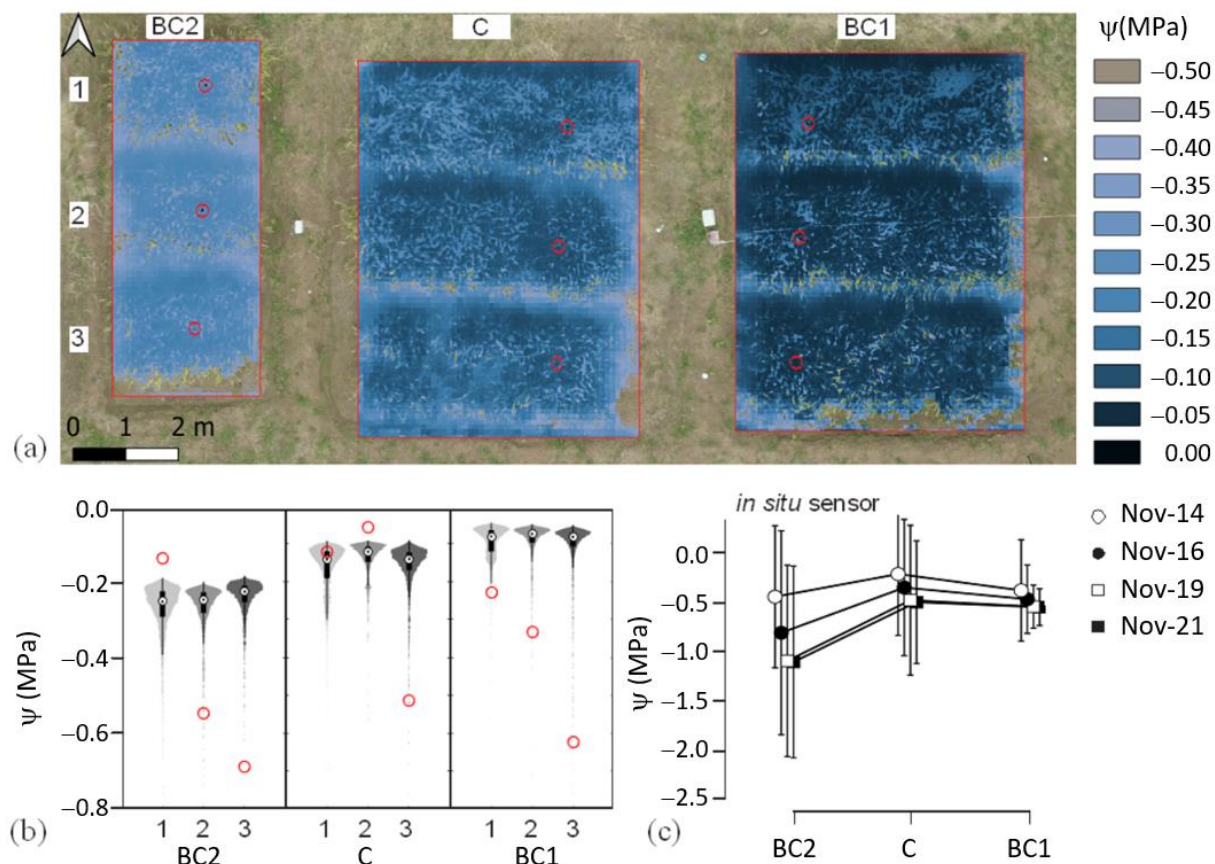 BC2 C BC1 ψ(MPa)
1
2
3
−0.50
−0.45
−0.40
−0.35
−0.30
−0.25
−0.20
−0.15
−0.10
−0.05
0.00
0 1 2 m
(a)
ψ (MPa)
0.0
−0.2
−0.4
−0.6
−0.8
1 2 3 1 2 3 1 2 3
BC2 C BC1
(b)
in situ sensor
0.0
−0.5
−1.0
−1.5
−2.0
−2.5
BC2 C BC1
(c)
Nov-14
Nov-16
Nov-19
Nov-21